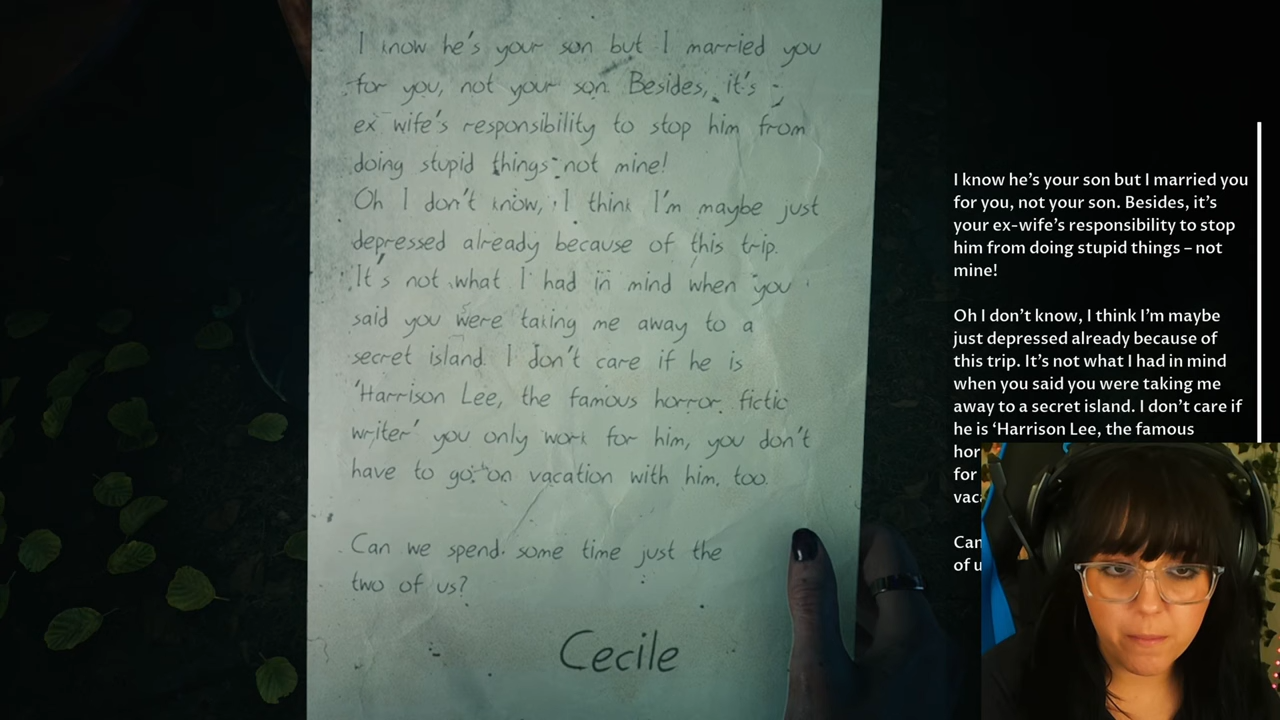 I know he's your son but I married you
for you, not your son. Besides, it's
ex wife's responsibility to stop him from
doing stupid things - not mine!
Oh I don't know, I think I'm maybe just
depressed already because of this trip.
It's not what I had in mind when you
said you were taking me away to a
secret island. I don't care if he is
'Harrison Lee, the famous horror fictic
writer' you only work for him, you don't
have to go on vacation with him, too.
Can we spend some time just the
two of us?
Cecile
I know he's your son but I married you
for you, not your son. Besides, it's
your ex-wife's responsibility to stop
him from doing stupid things – not
mine!
Oh I don't know, I think I'm maybe
just depressed already because of
this trip. It's not what I had in mind
when you said you were taking me
away to a secret island. I don't care if
he is 'Harrison Lee, the famous
hor
for
vac
Can
of u